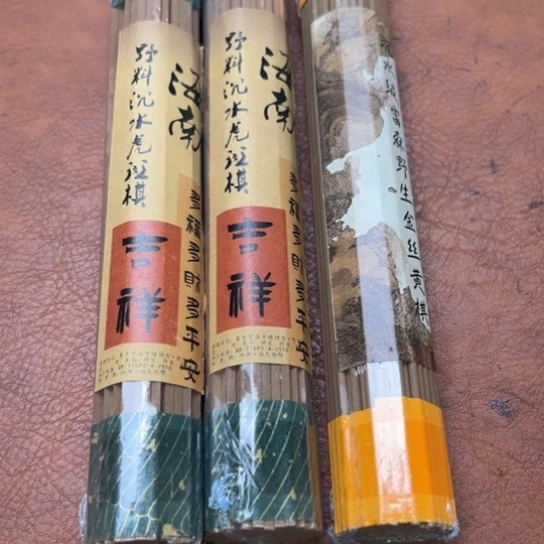 海南
野料沉水虎斑棋
吉祥
多福多財多平安
海南
野料沉水虎斑棋
吉祥
多福多財多平安
富森野生金丝黄棋